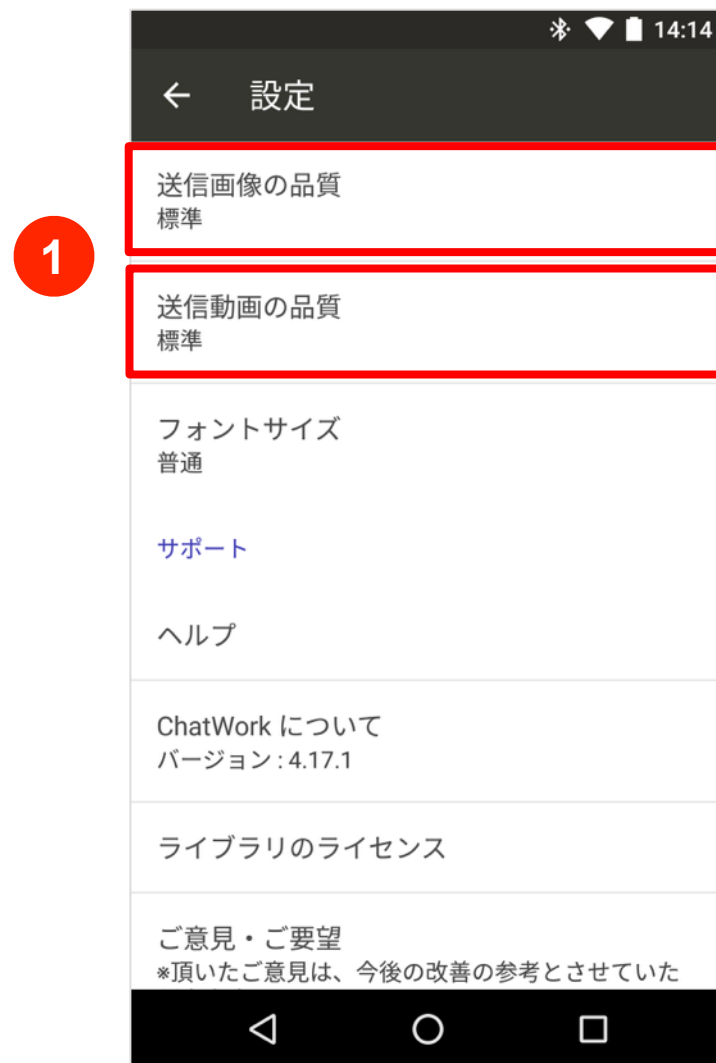 14:14
設定
送信画像の品質
標準
1
送信動画の品質
標準
フォントサイズ
普通
サポート
ヘルプ
ChatWork について
バージョン : 4.17.1
ライブラリのライセンス
ご意見・ご要望
※頂いたご意見は、今後の改善の参考とさせていた